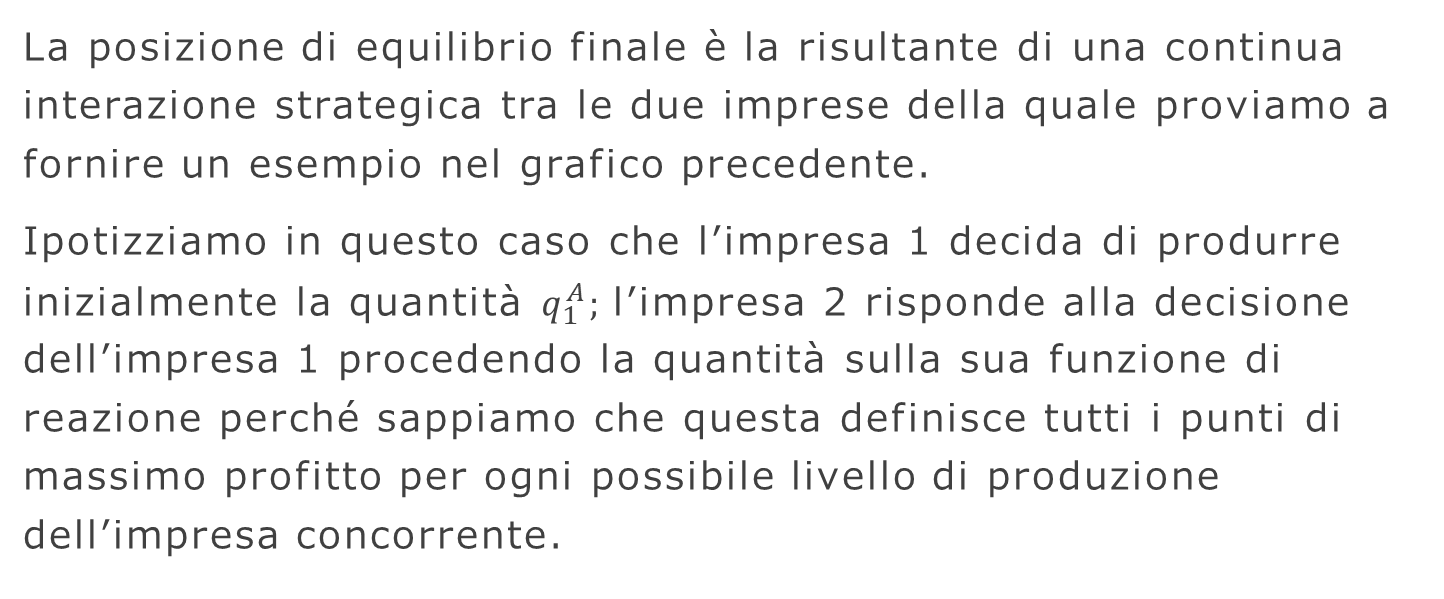 La posizione di equilibrio finale è la risultante di una continua
interazione strategica tra le due imprese della quale proviamo a
fornire un esempio nel grafico precedente.
Ipotizziamo in questo caso che l’impresa 1 decida di produrre
inizialmente la quantità $q_1^A$; l’impresa 2 risponde alla decisione
dell’impresa 1 procedendo la quantità sulla sua funzione di
reazione perché sappiamo che questa definisce tutti i punti di
massimo profitto per ogni possibile livello di produzione
dell’impresa concorrente.